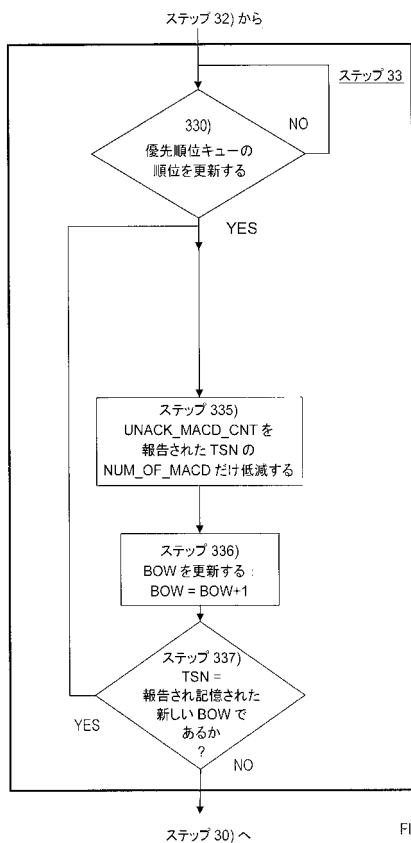 ステップ 32) から
ステップ 33
330)
優先順位キューの
順位を更新する
NO
YES
ステップ 335)
UNACK_MACD_CNT を
報告された TSN の
NUM_OF_MACD だけ低減する
ステップ 336)
BOW を更新する :
BOW = BOW+1
ステップ 337)
TSN =
報告され記憶された
新しい BOW で
あるか
?
YES
NO
ステップ 30) へ